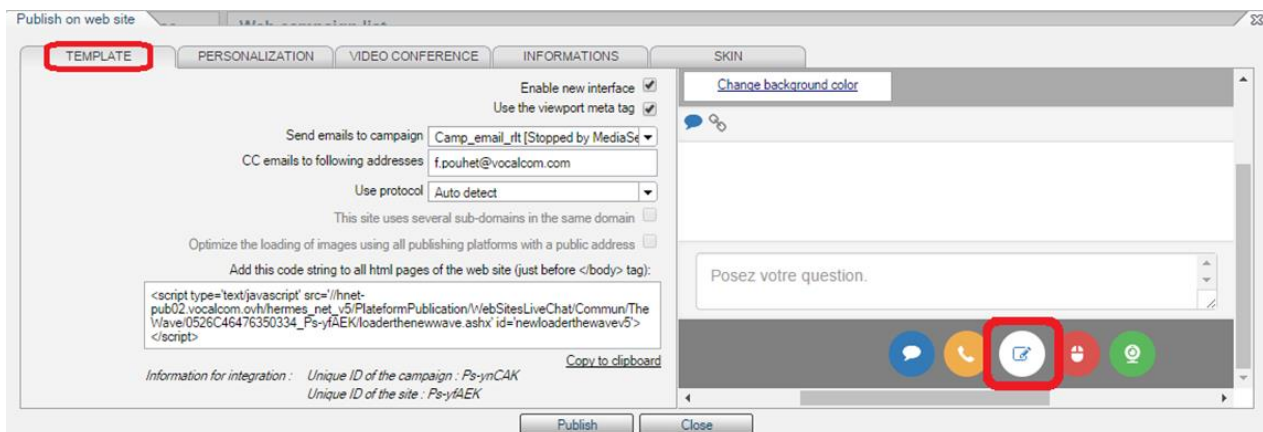 Publish on web site
Web campaign list
TEMPLATE
PERSONALIZATION
VIDEO CONFERENCE
INFORMATIONS
SKIN
Enable new interface
Use the viewport meta tag
Send emails to campaign Camp_email_rlt [Stopped by MediaSe
CC emails to following addresses f.pouhet@vocalcom.com
Use protocol Auto detect
This site uses several sub-domains in the same domain
Optimize the loading of images using all publishing platforms with a public address
Add this code string to all html pages of the web site (just before </body> tag):
<script type='text/javascript' src='//hnet-
pub02.vocalcom.ovh/hermes_net_v5/PlateformPublication/WebSitesLiveChat/Commun/The
Wave/0526C46476350334_Ps-yfAEK/loaderthenewwave.ashx' id='newloaderthewavev5'>
</script>
Copy to clipboard
Information for integration : Unique ID of the campaign : Ps-ynCAK
Unique ID of the site : Ps-yfAEK
Change background color
Posez votre question.
Publish
Close